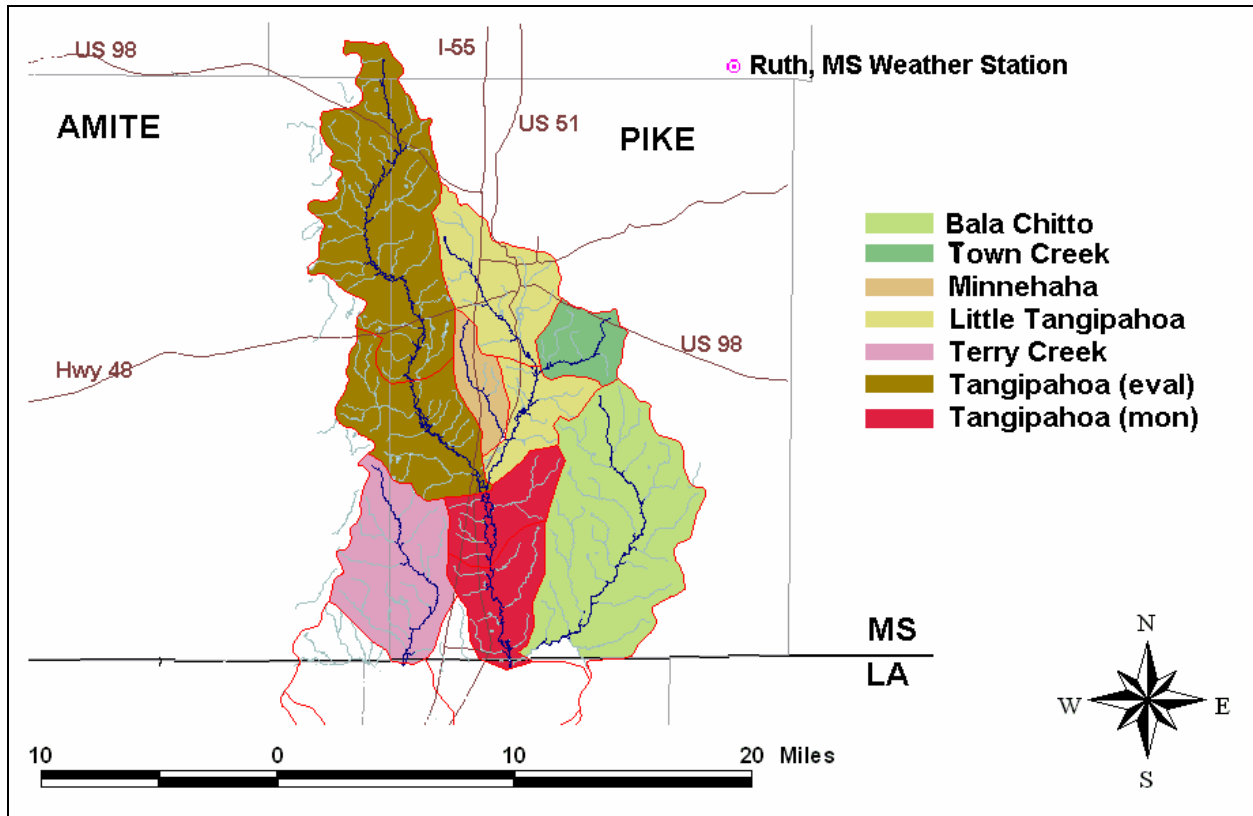 US 98
I-55
Ruth, MS Weather Station
AMITE
US 51
PIKE
Bala Chitto
Town Creek
Minnehaha
Little Tangipahoa
Terry Creek
Tangipahoa (eval)
Tangipahoa (mon)
US 98
Hwy 48
MS
LA
N
W
E
S
10 0 10 20 Miles